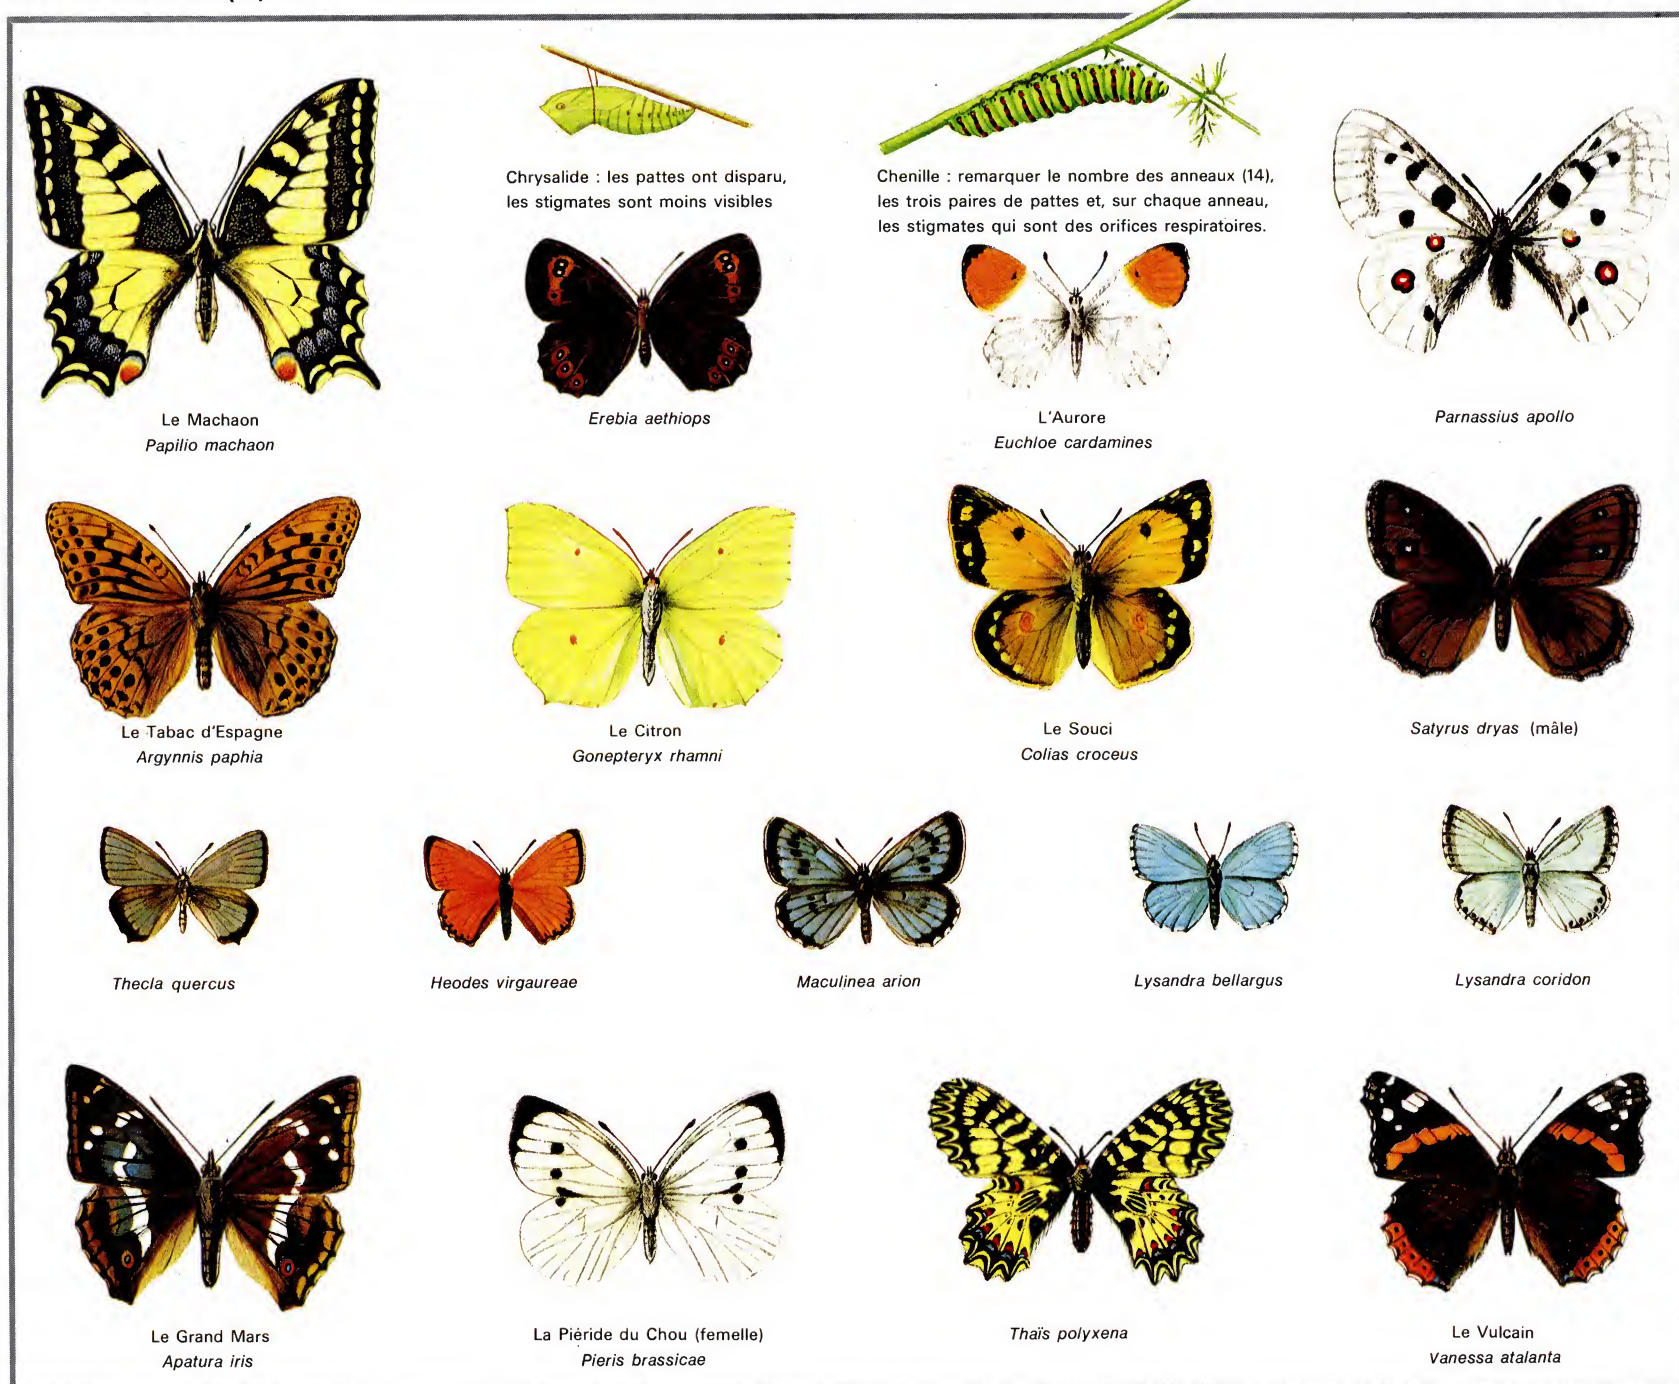 Chrysalide : les pattes ont disparu,
les stigmates sont moins visibles
Chenille : remarquer le nombre des anneaux (14),
les trois paires de pattes et, sur chaque anneau,
les stigmates qui sont des orifices respiratoires.
Le Machaon
Papilio machaon
Erebia aethiops
L'Aurore
Euchloe cardamines
Parnassius apollo
Le Tabac d'Espagne
Argynnis paphia
Le Citron
Gonepteryx rhamni
Le Souci
Colias croceus
Satyrus dryas (mâle)
Thecla quercus
Heodes virgaureae
Maculinea arion
Lysandra bellargus
Lysandra coridon
Le Grand Mars
Apatura iris
La Piéride du Chou (femelle)
Pieris brassicae
Thaïs polyxena
Le Vulcain
Vanessa atalanta